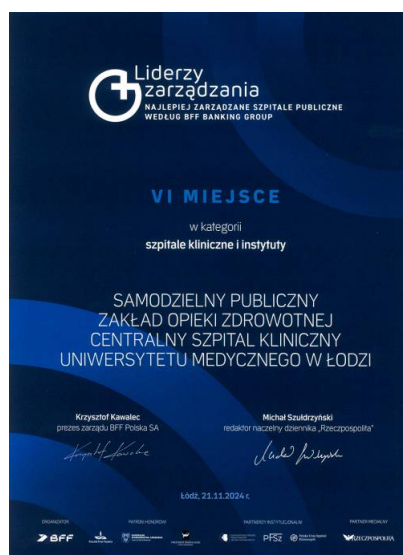 Liderzy
zarządzania
NAJLEPIEJ ZARZĄDZANE SZPITALE PUBLICZNE
WEDŁUG BFF BANKING GROUP
VI MIEJSCE
w kategorii
szpitale kliniczne i instytuty
SAMODZIELNY PUBLICZNY
ZAKŁAD OPIEKI ZDROWOTNEJ
CENTRALNY SZPITAL KLINICZNY
UNIWERSYTETU MEDYCZNEGO W ŁODZI
Krzysztof Kawalec
prezes zarządu BFF Polska SA
Michał Szułdrzyński
redaktor naczelny dziennika „Rzeczpospolita”
Łódź, 21.11.2024 r.
ORGANIZATOR
PATRONI HONOROWI
PARTNERZY INSTYTUCJONALNI
PARTNER MEDIALNY
BFF
PFSz
RZECZPOSPOLITA